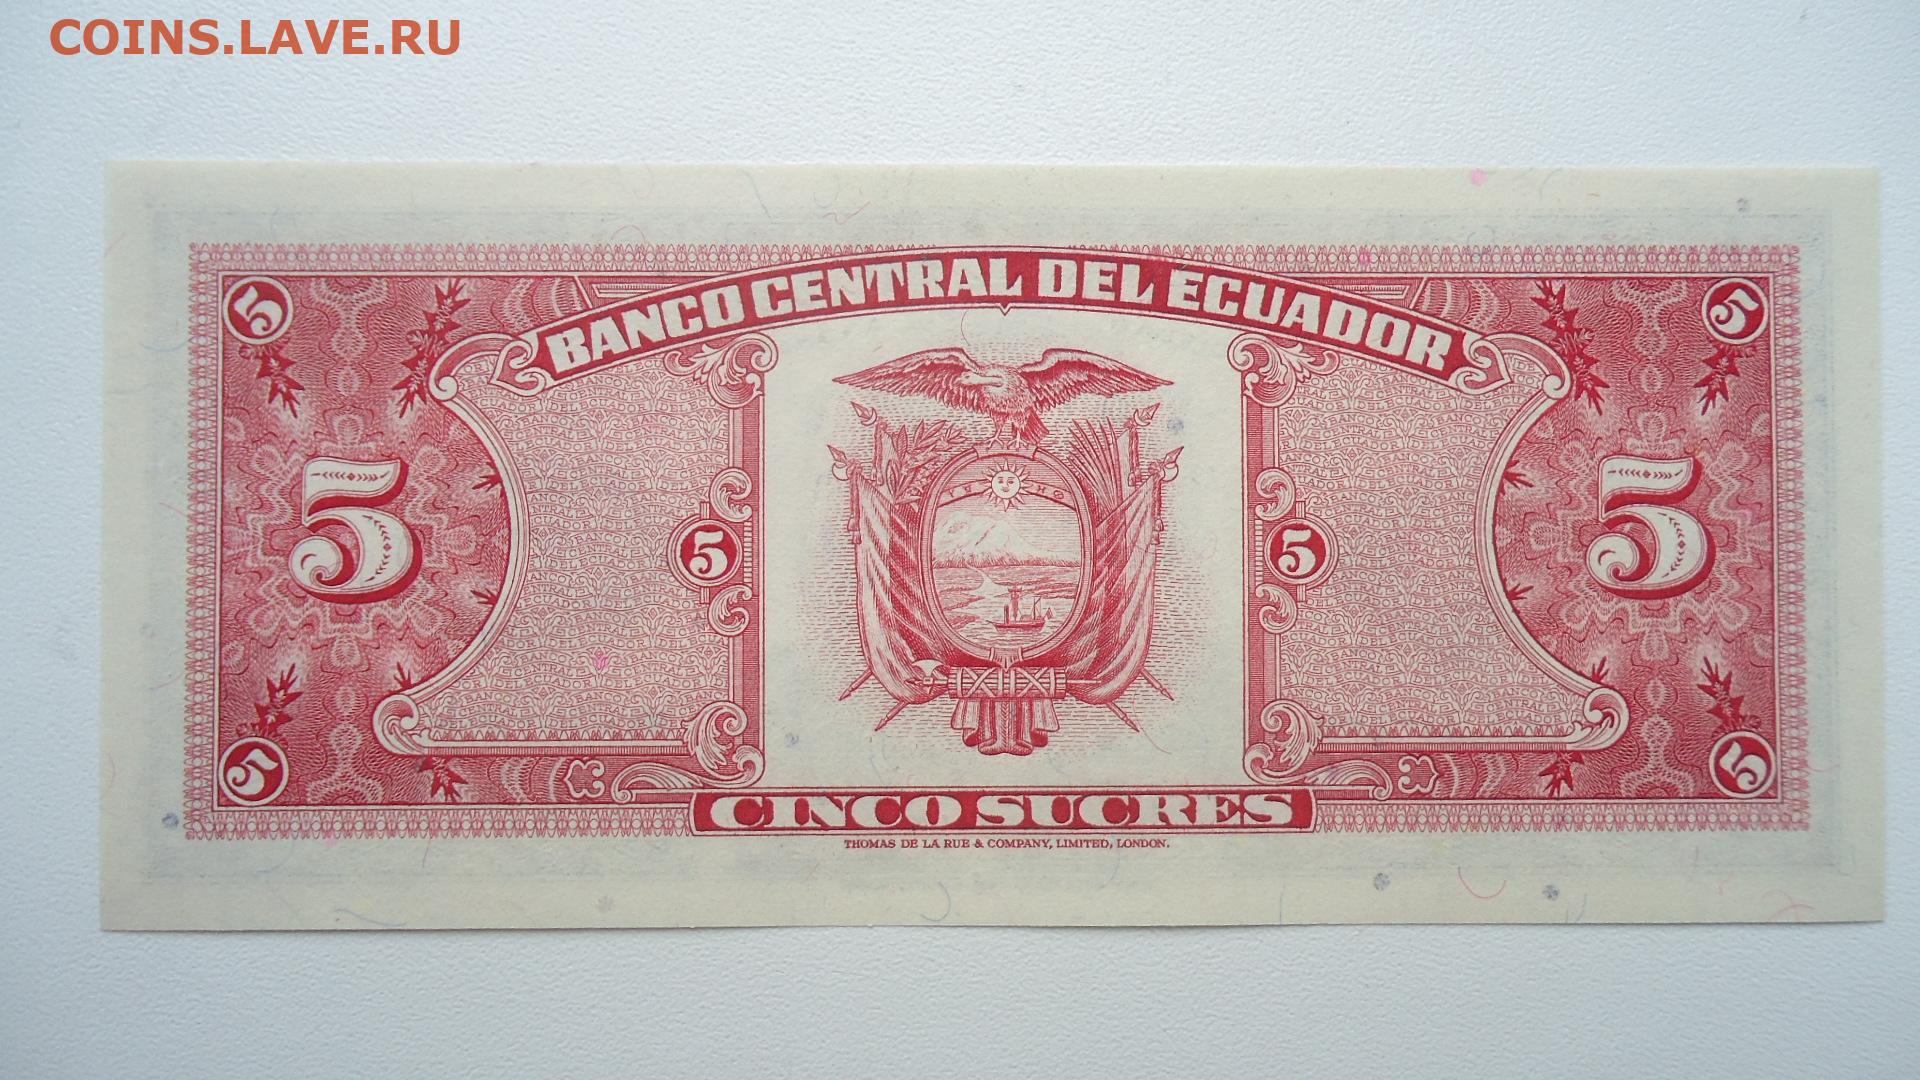 COINS.LAVE.RU
BANCO CENTRAL DEL ECUADOR
5 5
5 5
5 5
5 5
CINCO SUCRES
THOMAS DE LA RUE & COMPANY, LIMITED, LONDON.